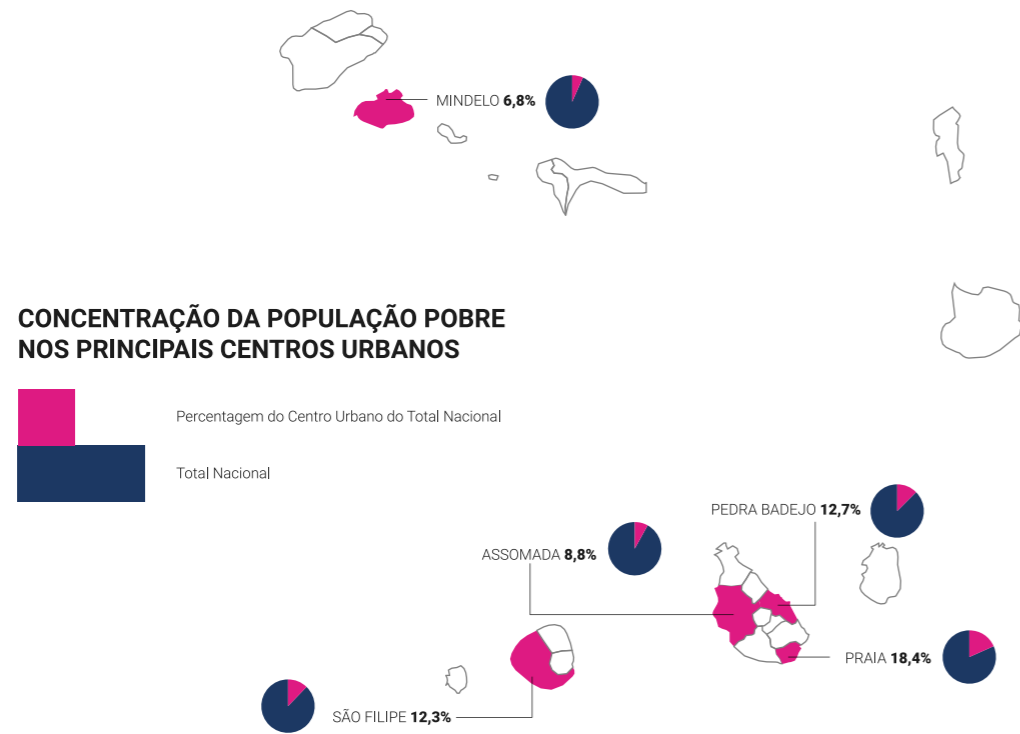 MINDELO 6,8%
CONCENTRAÇÃO DA POPULAÇÃO POBRE
NOS PRINCIPAIS CENTROS URBANOS
Percentagem do Centro Urbano do Total Nacional
Total Nacional
PEDRA BADEJO 12,7%
ASSOMADA 8,8%
PRAIA 18,4%
SÃO FILIPE 12,3%